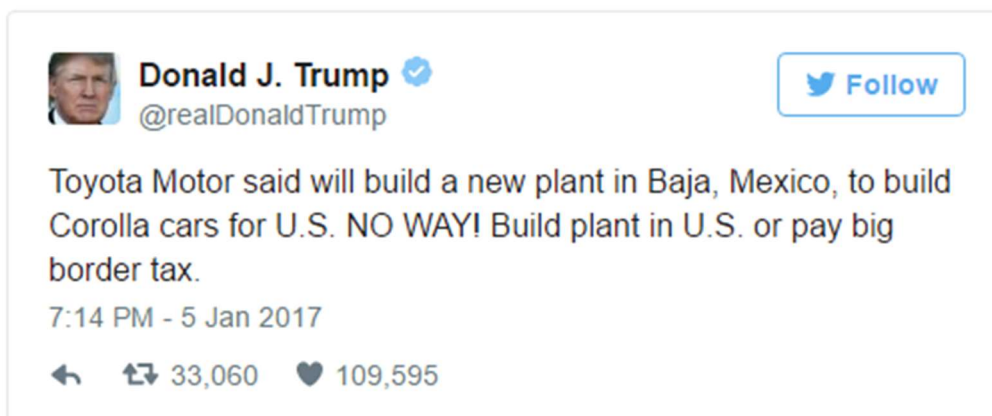 Donald J. Trump
@realDonaldTrump
Follow
Toyota Motor said will build a new plant in Baja, Mexico, to build
Corolla cars for U.S. NO WAY! Build plant in U.S. or pay big
border tax.
7:14 PM - 5 Jan 2017
33,060 109,595